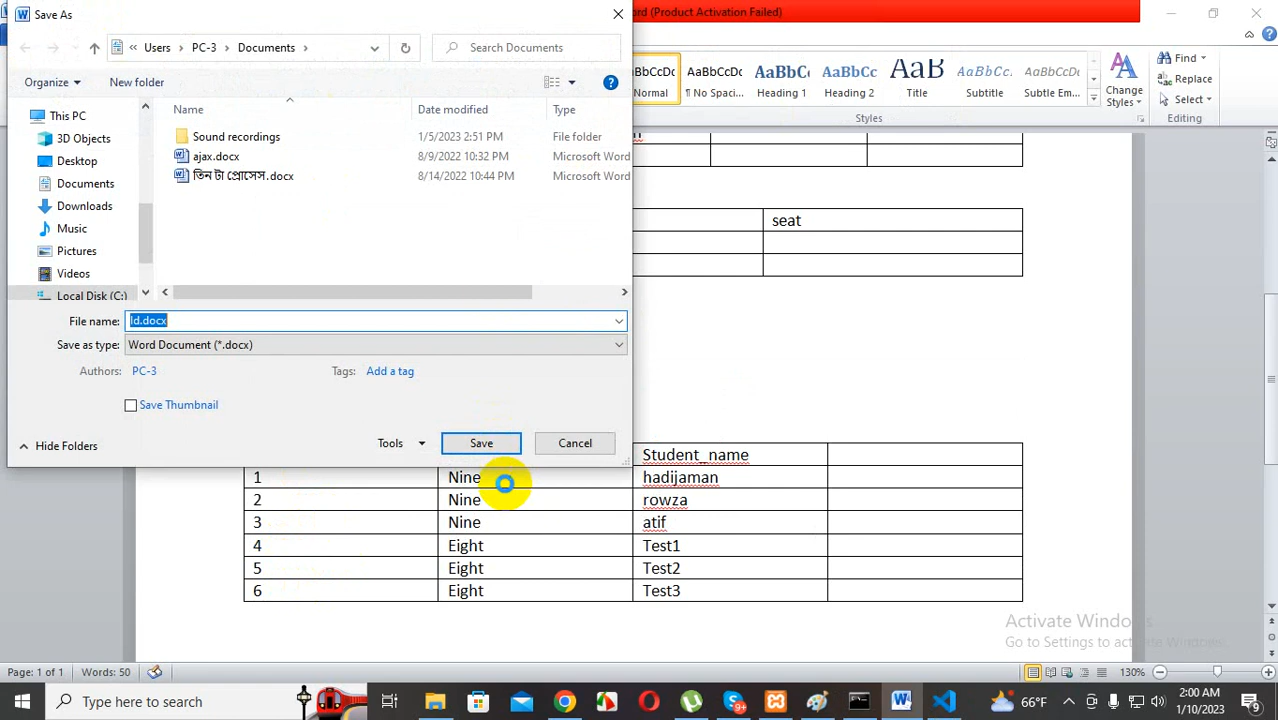 Save As
ord (Product Activation Failed)
Users PC-3 Documents
Search Documents
Organize New folder
Name Date modified Type
This PC
3D Objects
Desktop
Documents
Downloads
Music
Pictures
Videos
Local Disk (C:)
Sound recordings 1/5/2023 2:51 PM File folder
ajax.docx 8/9/2022 10:32 PM Microsoft Word
তিন টা প্রোসেস.docx 8/14/2022 10:44 PM Microsoft Word
File name: Id.docx
Save as type: Word Document (*.docx)
Authors: PC-3 Tags: Add a tag
Save Thumbnail
Hide Folders Tools Save Cancel
AaBbCcDc AaBbCcDc AaBbCc AaBbCc AaB AaBbCcDc AaBbCcDc
Normal ¶ No Spaci... Heading 1 Heading 2 Title Subtitle Subtle Em...
Change
Styles
Styles
Find
Replace
Select
Editing
seat
Student_name
1 Nine hadijaman
2 Nine rowza
3 Nine atif
4 Eight Test1
5 Eight Test2
6 Eight Test3
Activate Windows
Go to Settings to activate Windows.
Page: 1 of 1 Words: 50 130%
Type here to search 66°F 2:00 AM
1/10/2023
9+
9